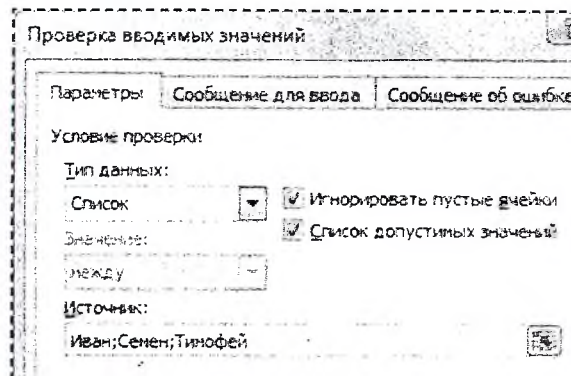 Проверка вводимых значений
Параметры Сообщение для ввода Сообщение об ошибке
Условие проверки
Тип данных:
Список Игнорировать пустые ячейки
Значение: Список допустимых значений
между
Источник:
Иван;Семен;Тимофей